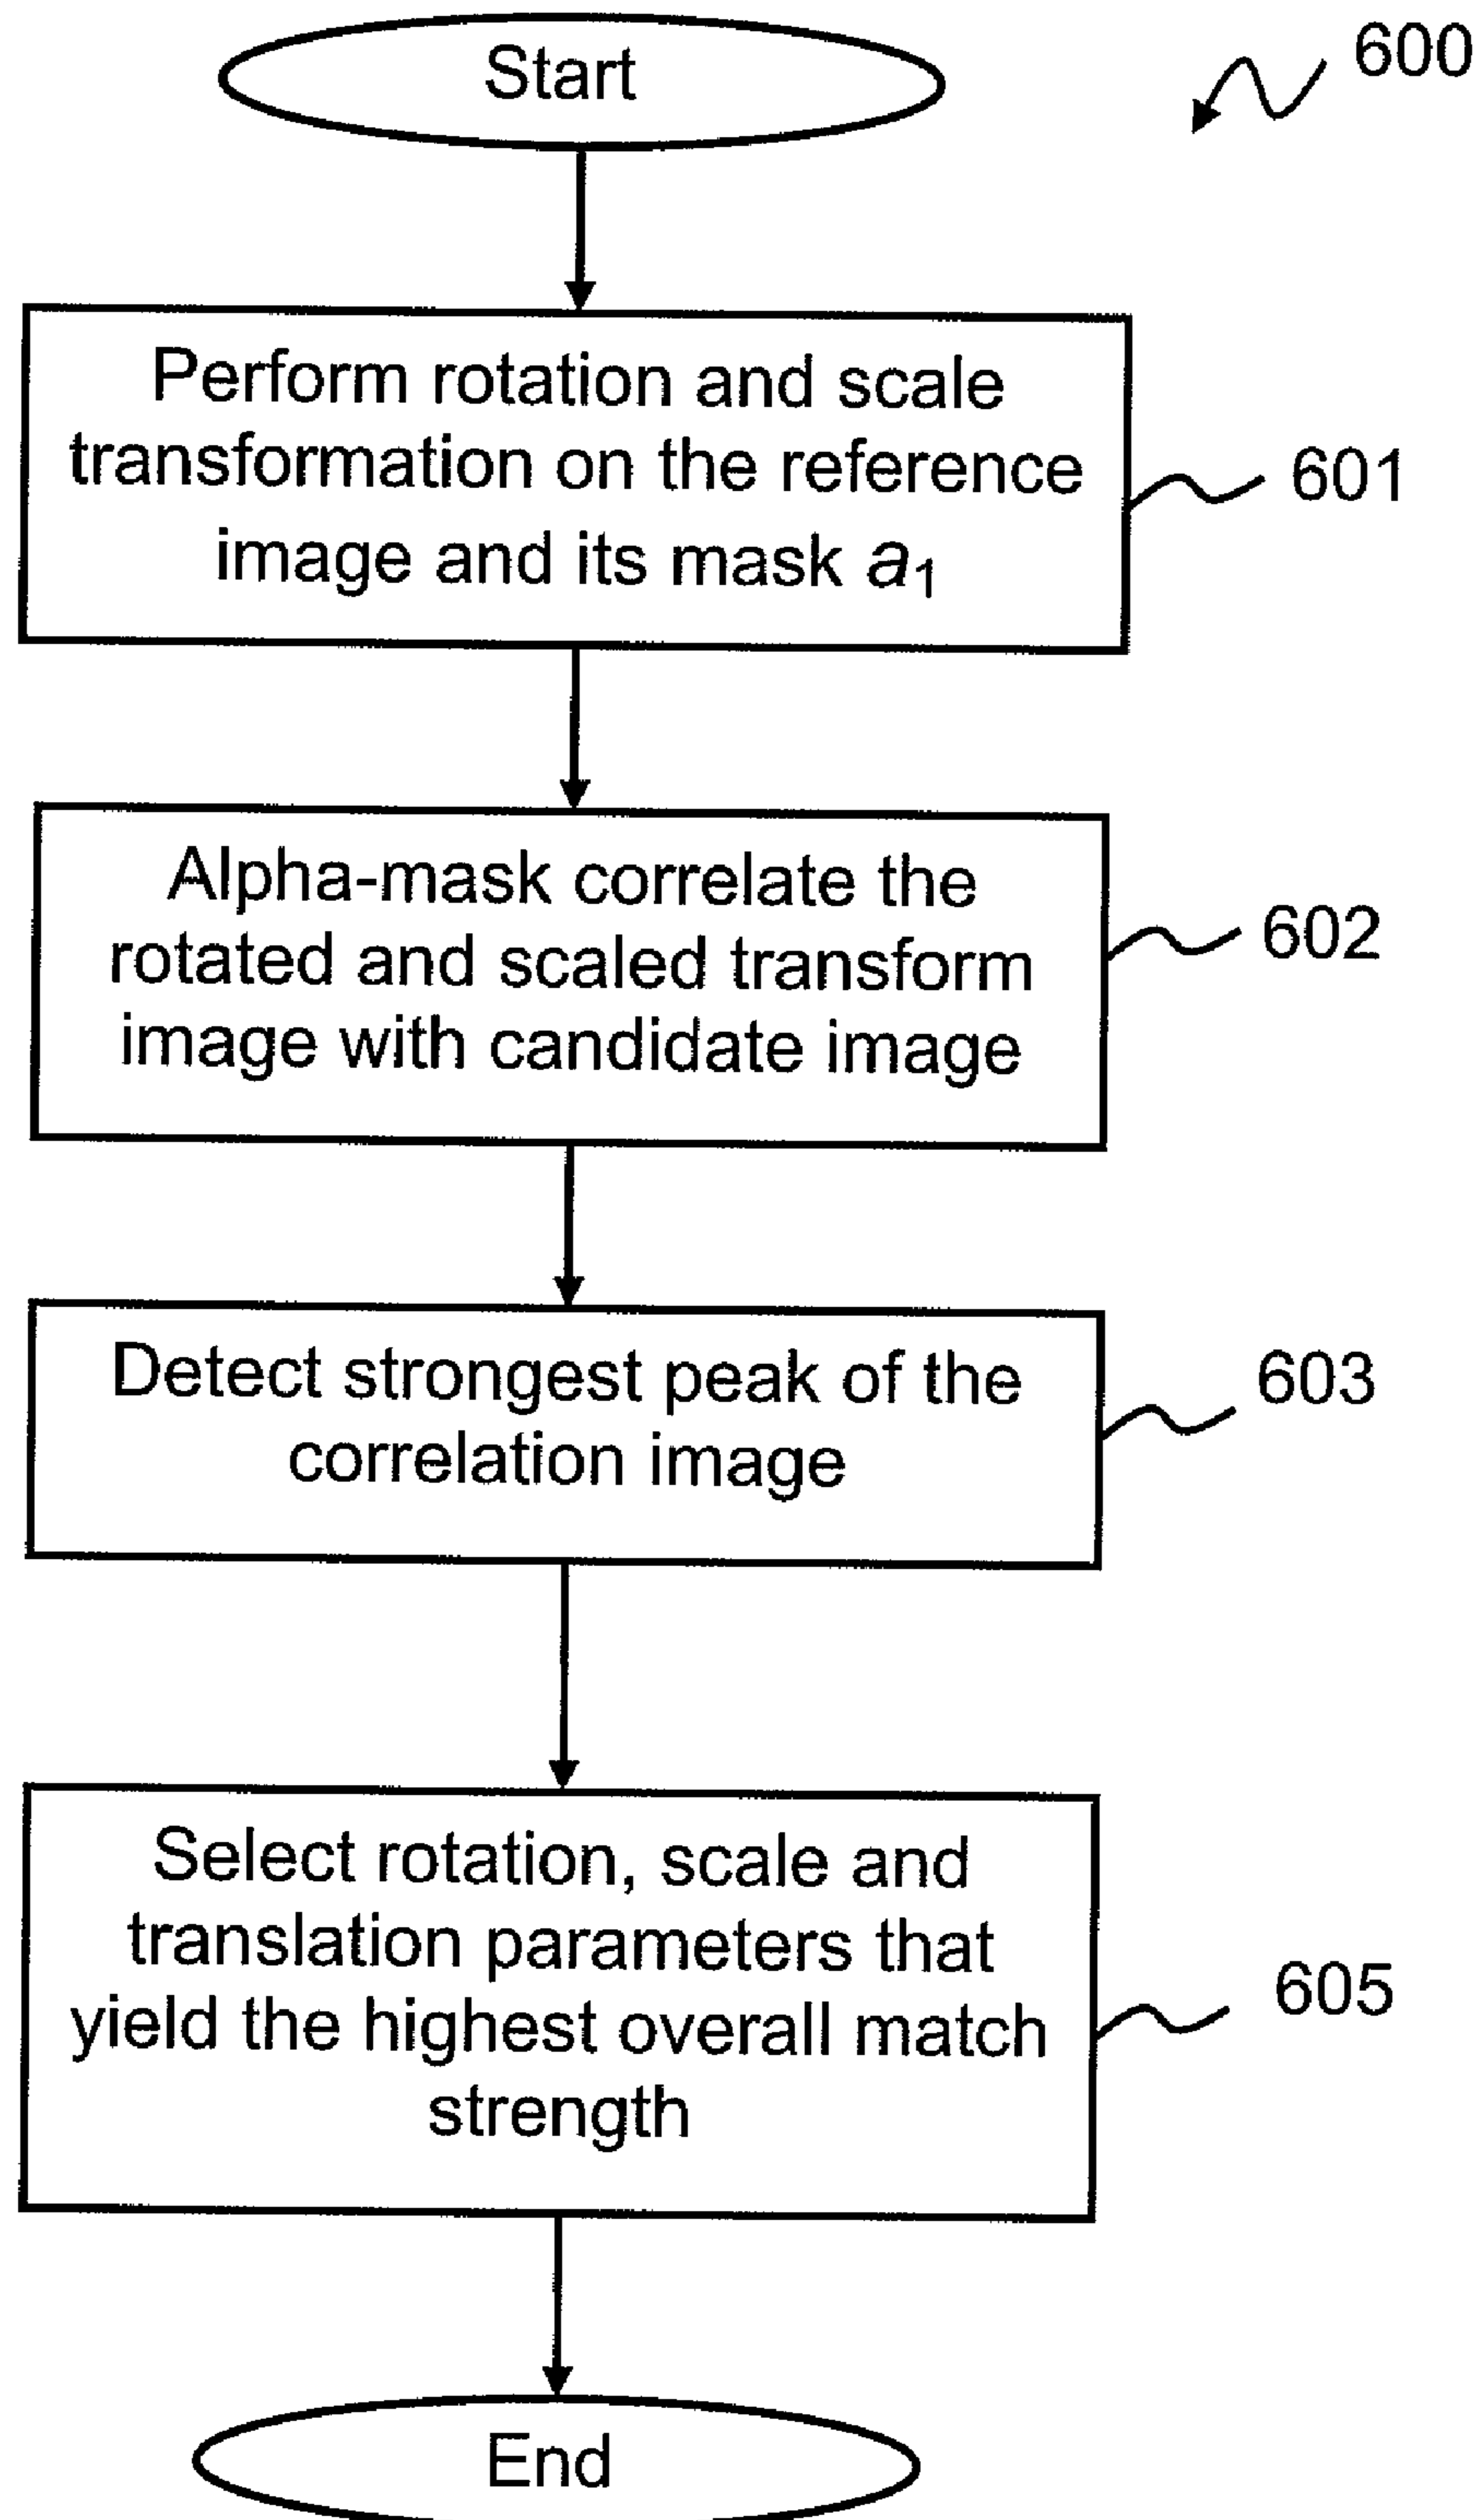 Start
600
Perform rotation and scale
transformation on the reference
image and its mask a₁
601
Alpha-mask correlate the
rotated and scaled transform
image with candidate image
602
Detect strongest peak of the
correlation image
603
Select rotation, scale and
translation parameters that
yield the highest overall match
strength
605
End